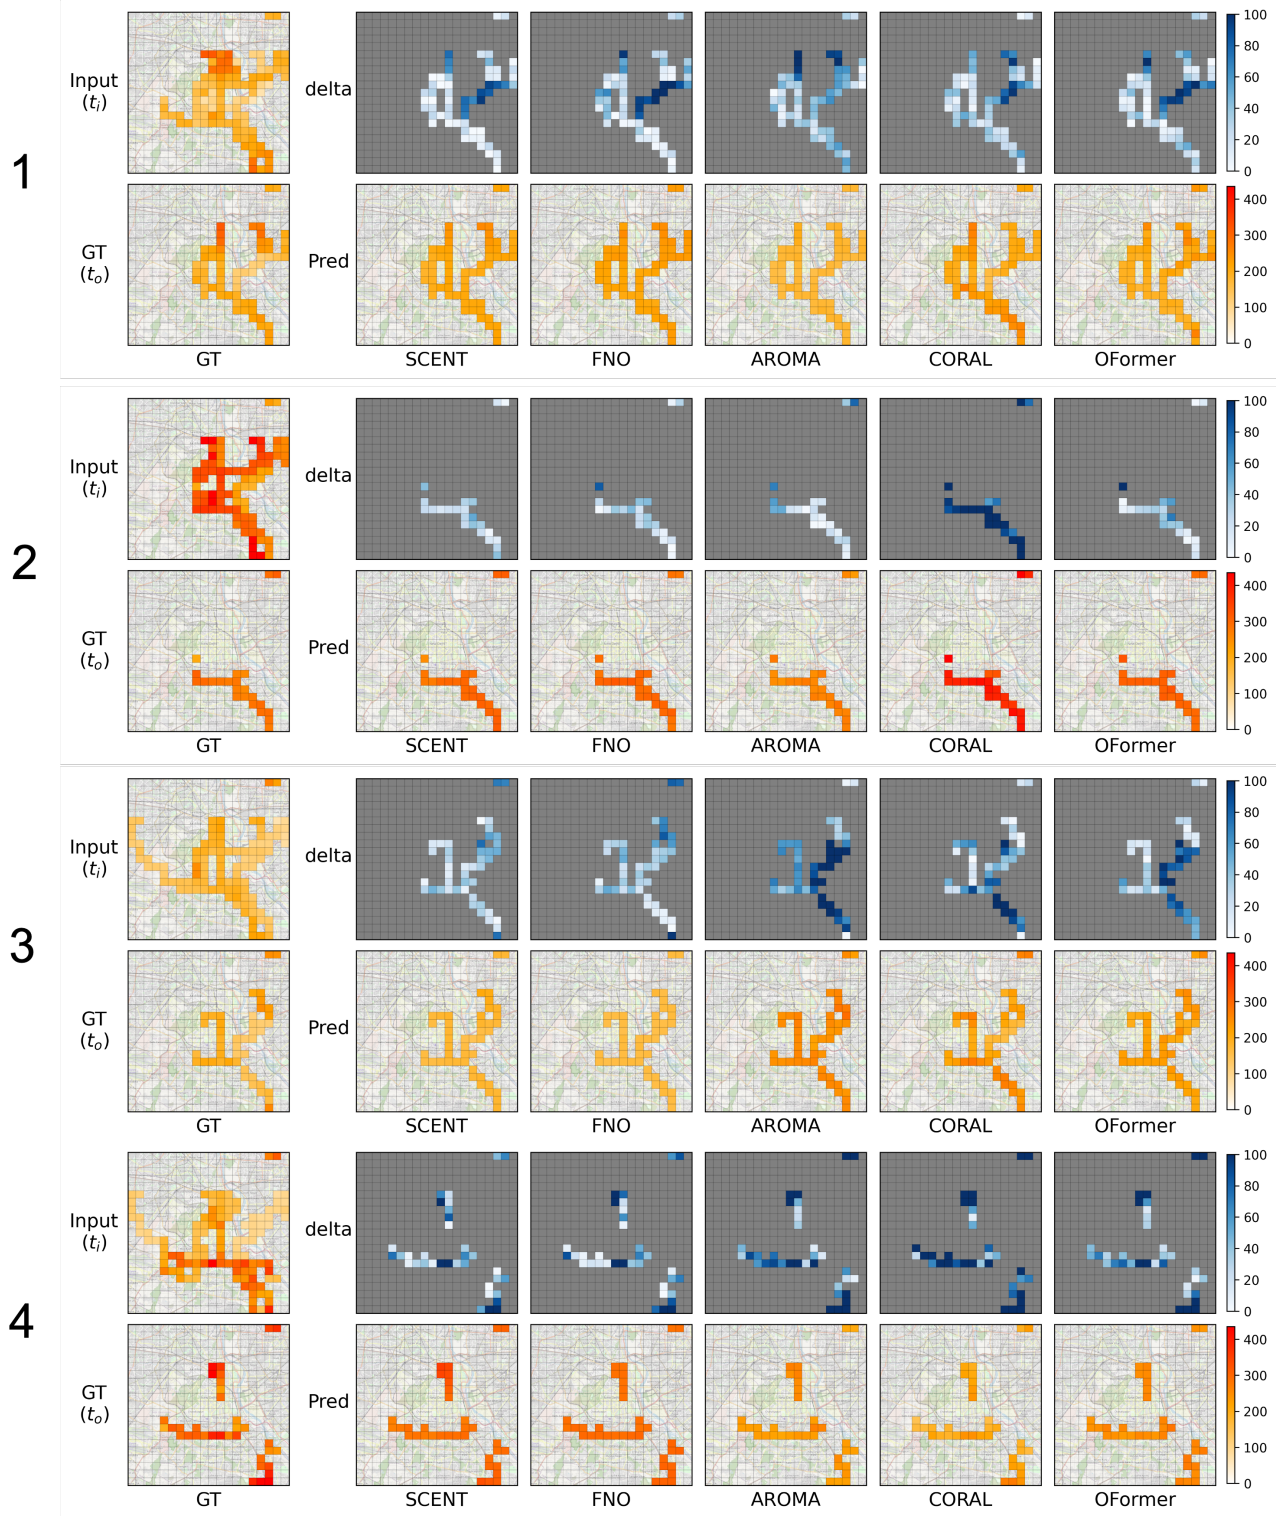 1
Input
(t_i)
delta
100
80
60
40
20
0
GT
(t_o)
Pred
400
300
200
100
0
GT SCENT FNO AROMA CORAL OFormer
2
Input
(t_i)
delta
100
80
60
40
20
0
GT
(t_o)
Pred
400
300
200
100
0
GT SCENT FNO AROMA CORAL OFormer
3
Input
(t_i)
delta
100
80
60
40
20
0
GT
(t_o)
Pred
400
300
200
100
0
GT SCENT FNO AROMA CORAL OFormer
4
Input
(t_i)
delta
100
80
60
40
20
0
GT
(t_o)
Pred
400
300
200
100
0
GT SCENT FNO AROMA CORAL OFormer